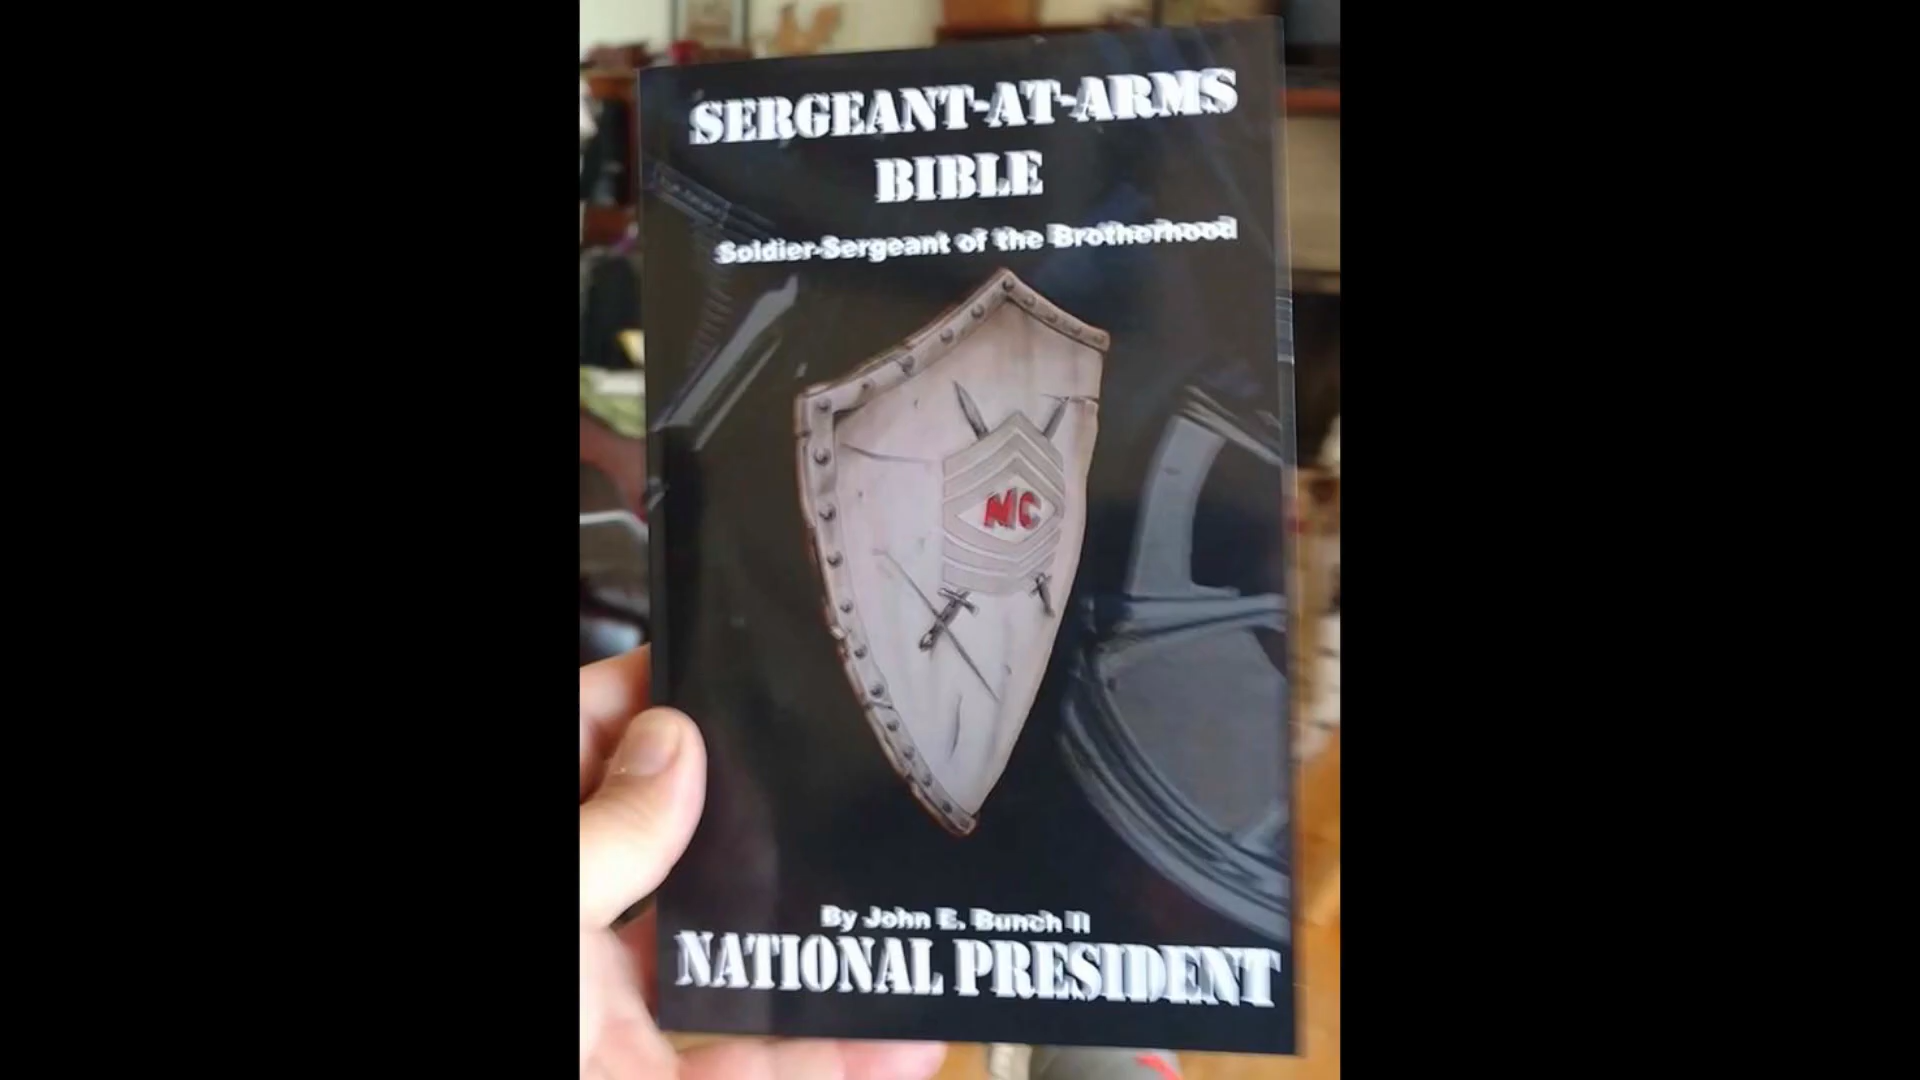 SERGEANT-AT-ARMS
BIBLE
Soldier-Sergeant of the Brotherhood
MC
By John E. Bunch II
NATIONAL PRESIDENT